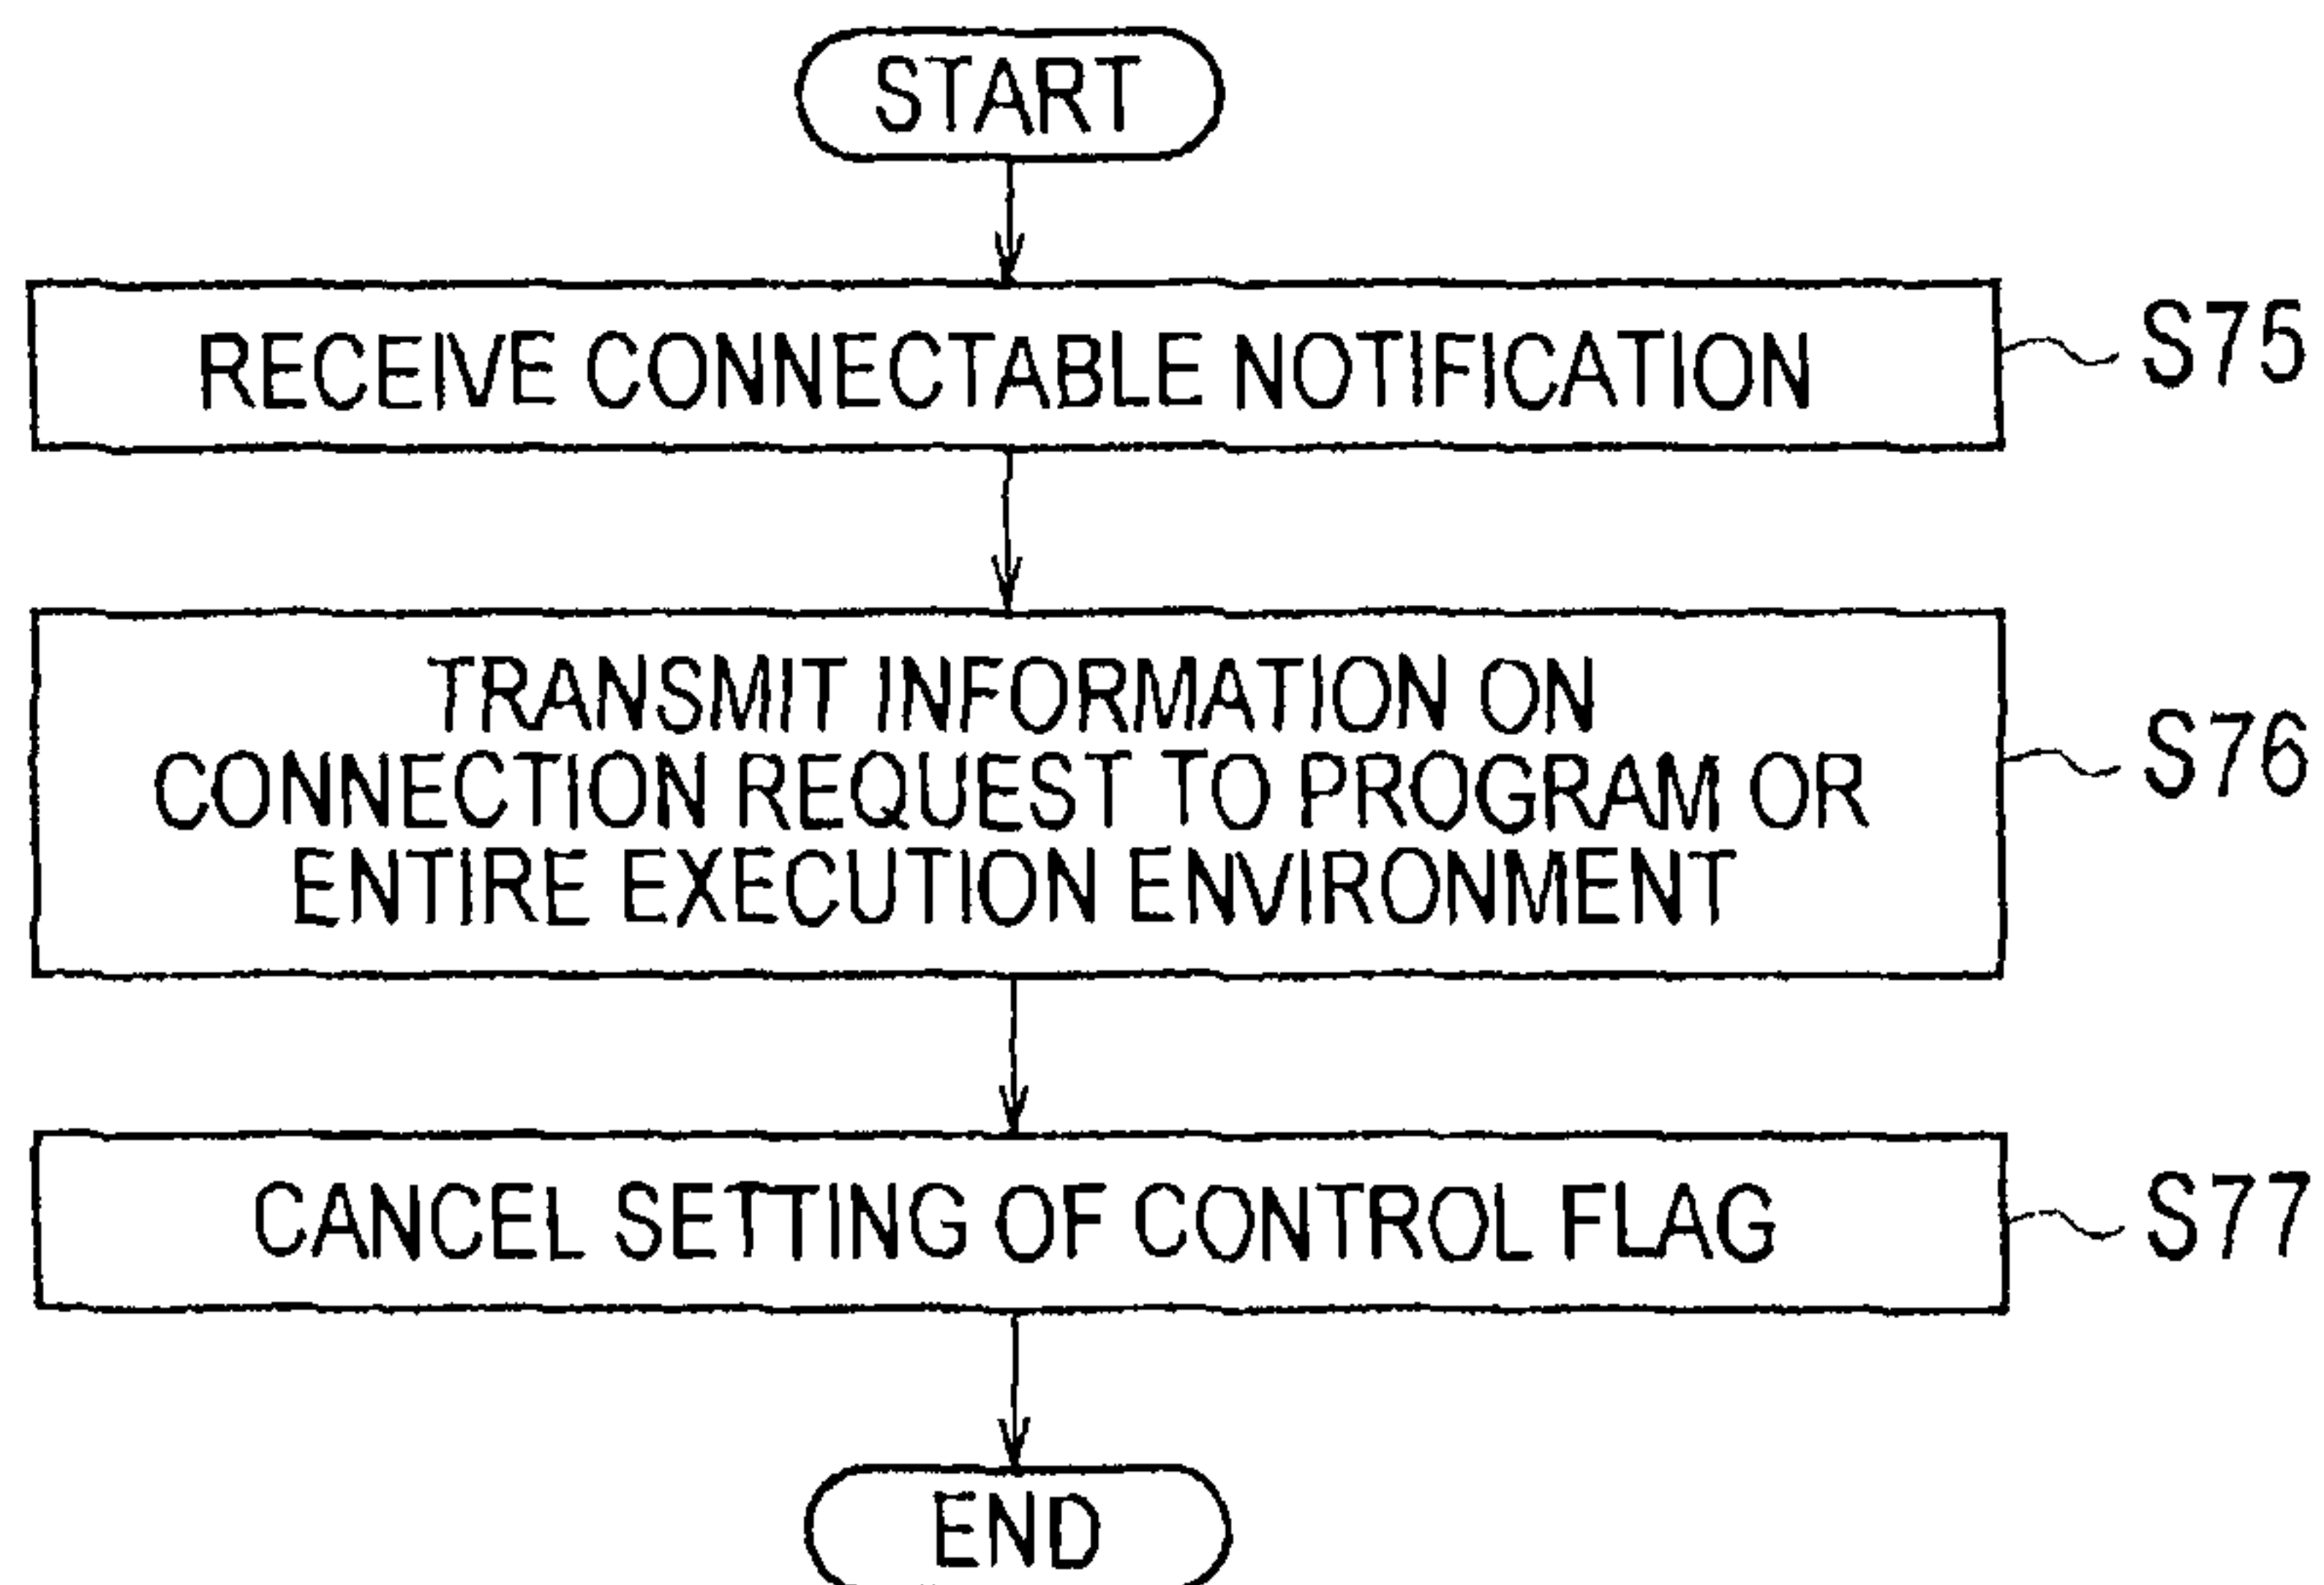 START
RECEIVE CONNECTABLE NOTIFICATION
S75
TRANSMIT INFORMATION ON
CONNECTION REQUEST TO PROGRAM OR
ENTIRE EXECUTION ENVIRONMENT
S76
CANCEL SETTING OF CONTROL FLAG
S77
END